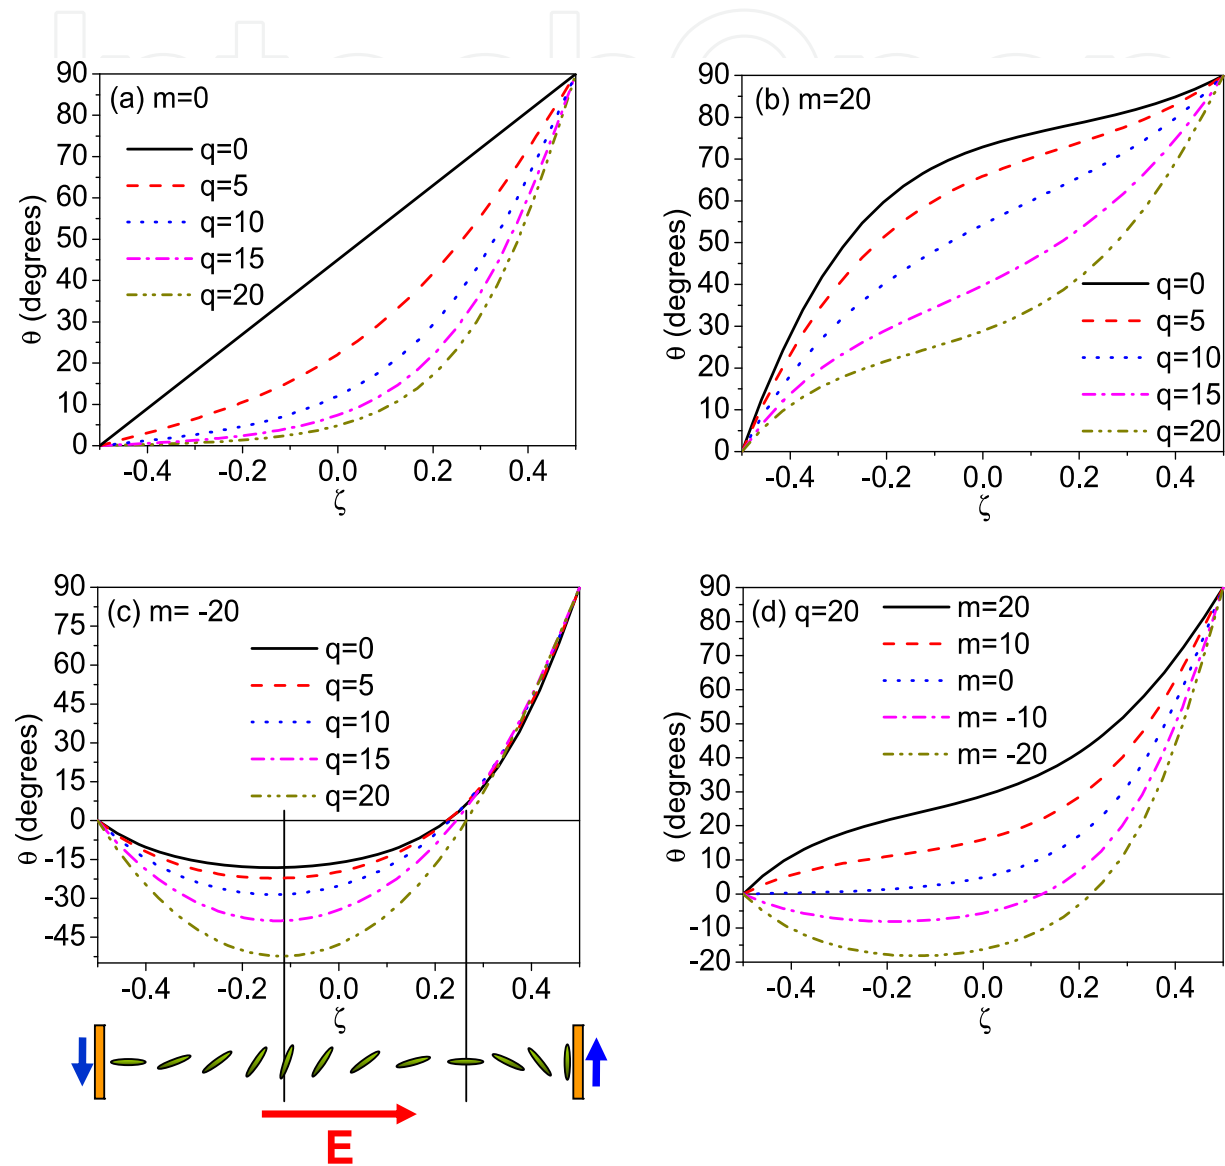 (a) m=0
q=0
q=5
q=10
q=15
q=20
90
80
70
60
50
40
30
20
10
0
θ (degrees)
-0.4 -0.2 0.0 0.2 0.4
ζ
(b) m=20
90
80
70
60
50
40
30
20
10
0
θ (degrees)
q=0
q=5
q=10
q=15
q=20
-0.4 -0.2 0.0 0.2 0.4
ζ
(c) m= -20
q=0
q=5
q=10
q=15
q=20
90
75
60
45
30
15
0
-15
-30
-45
θ (degrees)
-0.4 -0.2 0.0 0.2 0.4
ζ
E
(d) q=20
m=20
m=10
m=0
m= -10
m= -20
90
80
70
60
50
40
30
20
10
0
-10
-20
θ (degrees)
-0.4 -0.2 0.0 0.2 0.4
ζ